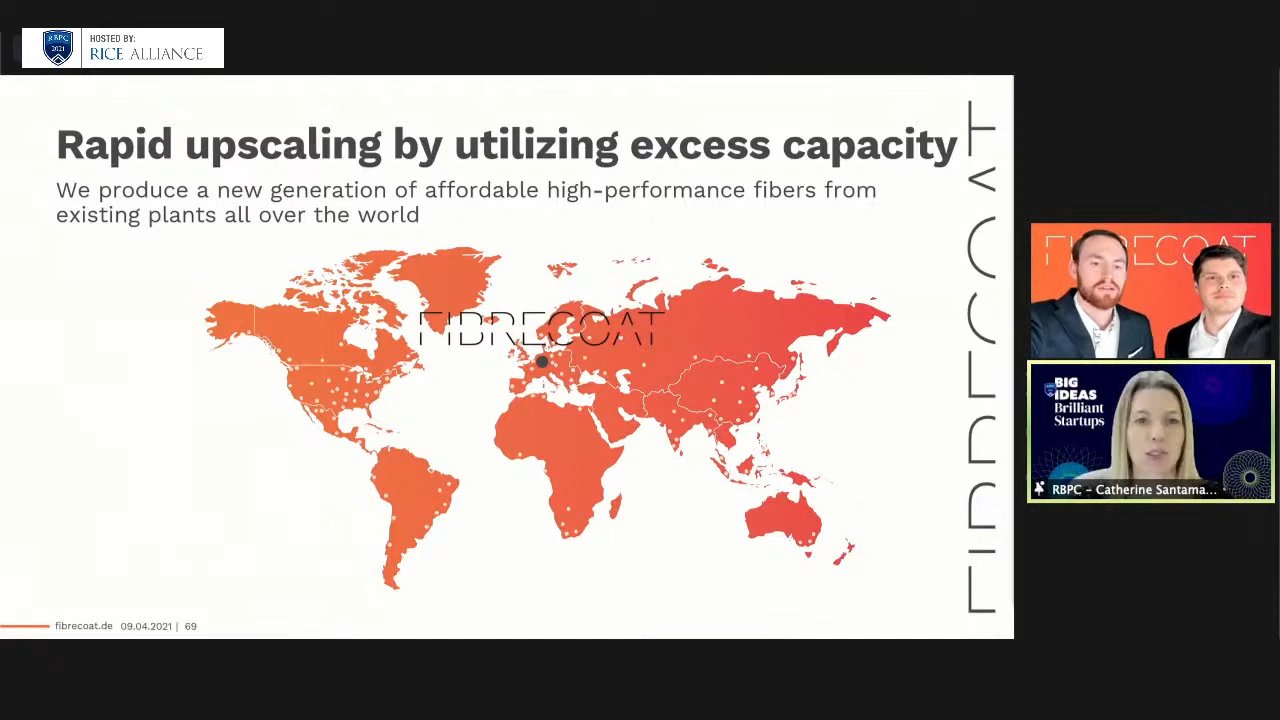 RBPC
2021
HOSTED BY:
RICE ALLIANCE
Rapid upscaling by utilizing excess capacity
We produce a new generation of affordable high-performance fibers from
existing plants all over the world
FIBRECOAT
FIBRECOAT
fibrecoat.de 09.04.2021 | 69
FIBRECOAT
BIG
IDEAS
Brilliant
Startups
RBPC – Catherine Santama...